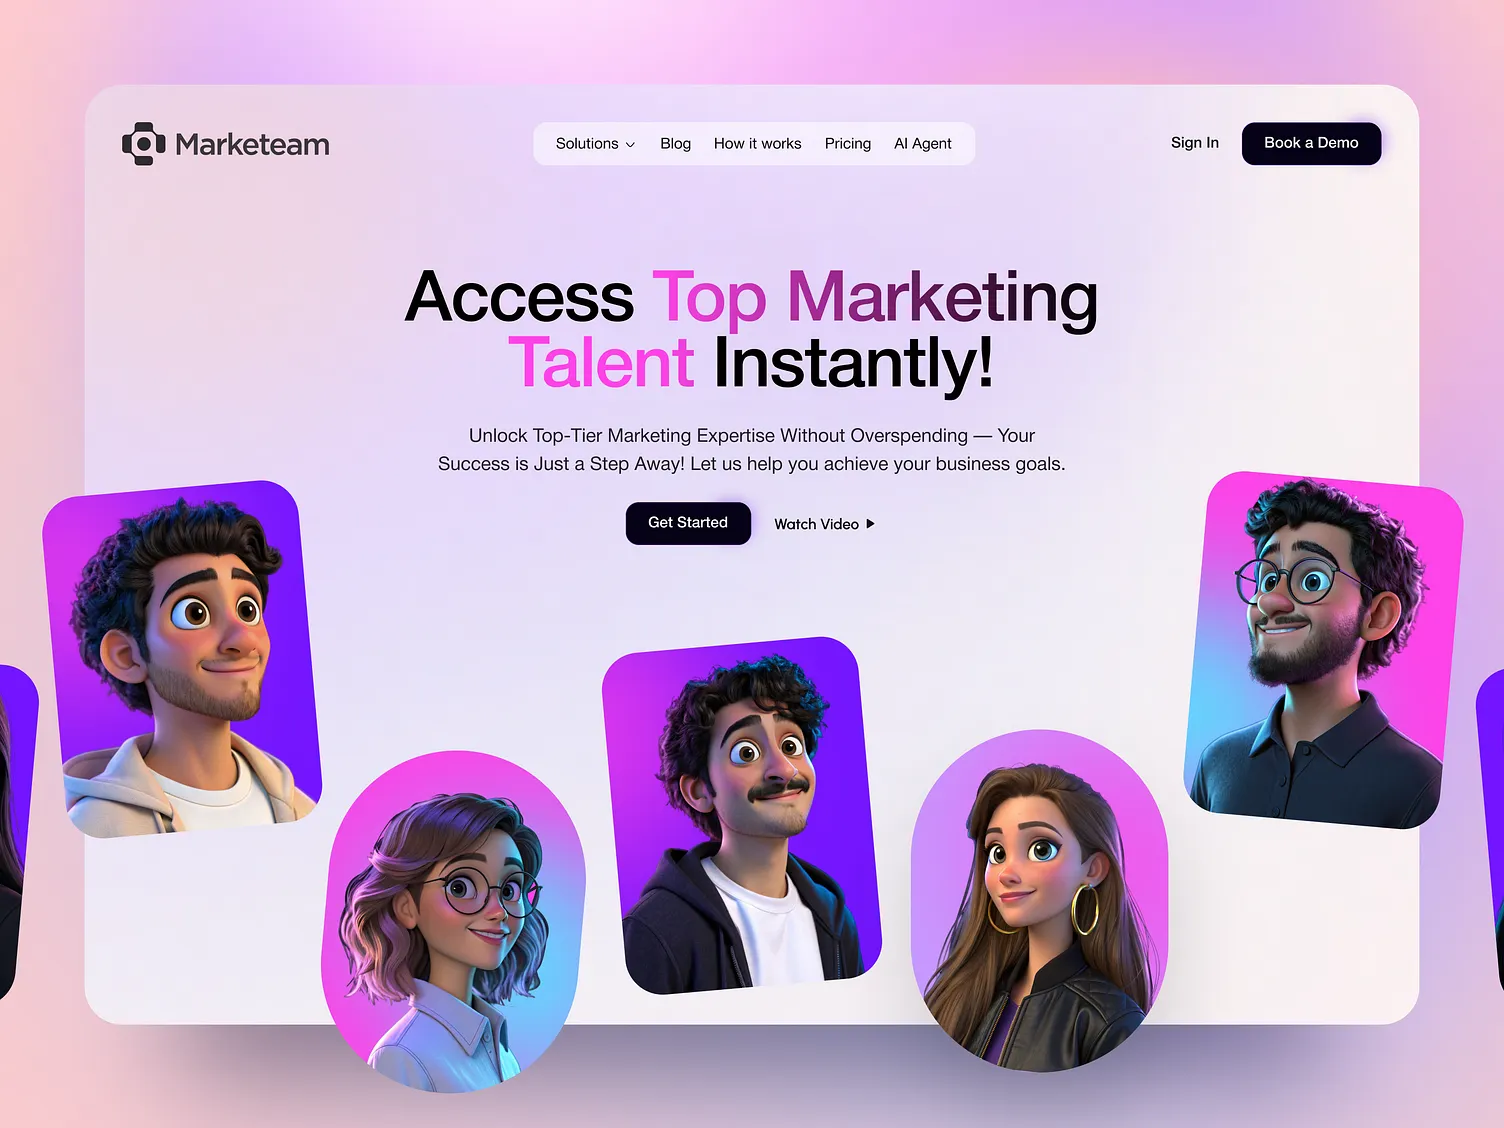 Marketeam
Solutions Blog How it works Pricing AI Agent
Sign In Book a Demo
Access Top Marketing
Talent Instantly!
Unlock Top-Tier Marketing Expertise Without Overspending — Your
Success is Just a Step Away! Let us help you achieve your business goals.
Get Started Watch Video